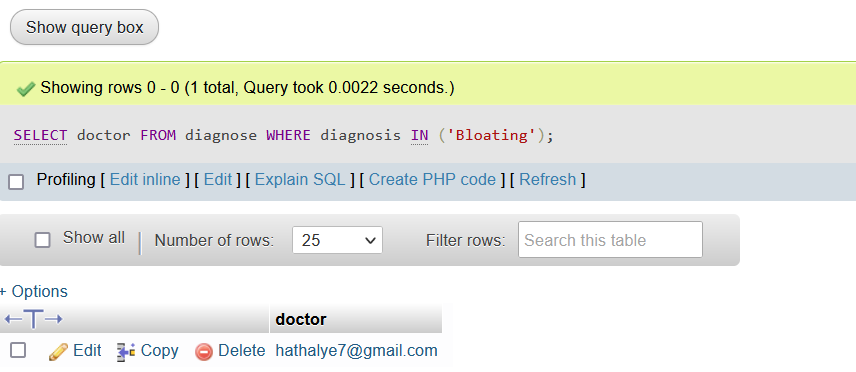 Show query box
Showing rows 0 - 0 (1 total, Query took 0.0022 seconds.)
SELECT doctor FROM diagnose WHERE diagnosis IN ('Bloating');
Profiling [ Edit inline ] [ Edit ] [ Explain SQL ] [ Create PHP code ] [ Refresh ]
Show all | Number of rows: 25 Filter rows: Search this table
+ Options
←T→ doctor
Edit Copy Delete hathalye7@gmail.com